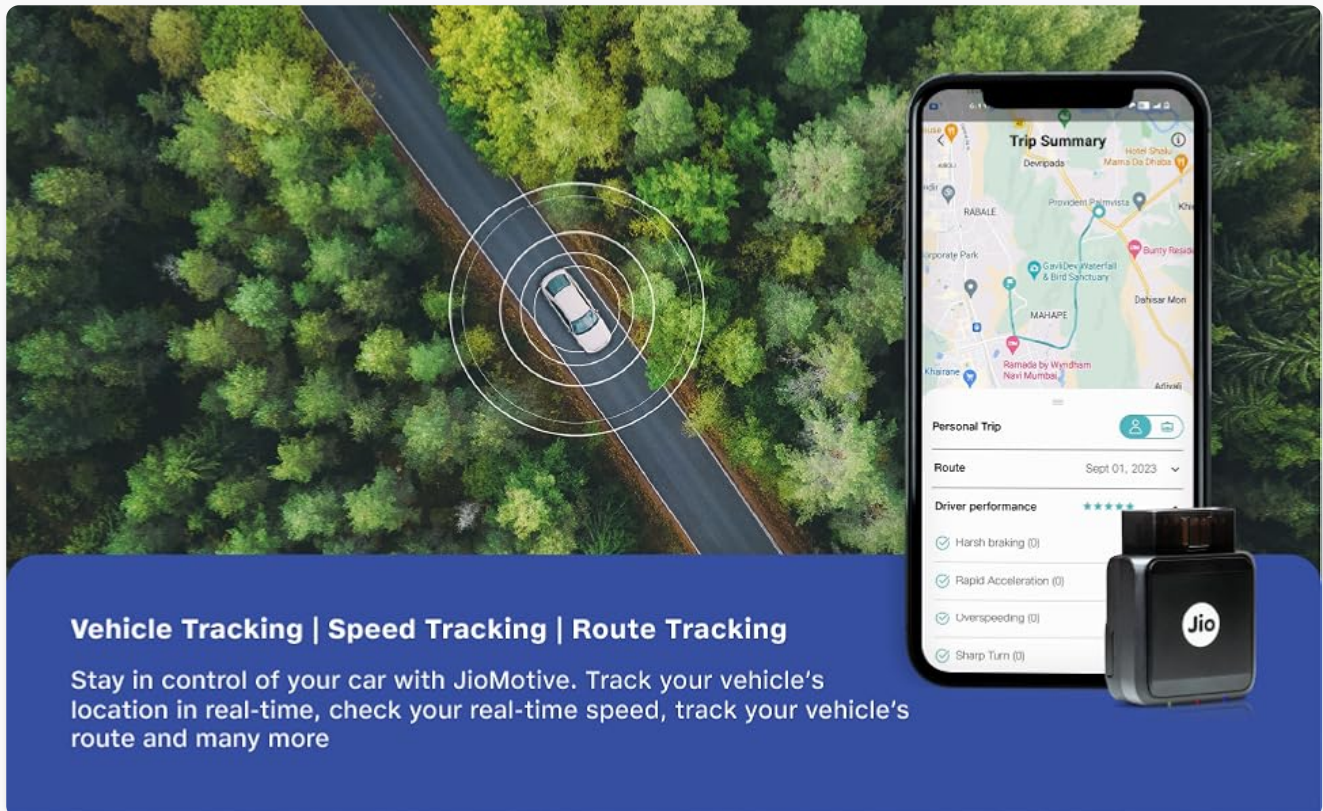 Trip Summary
Hotel Shalu
Mama Da Dhaba
Devripada
Provident Palmvista
RABALE
Bunty Resid
orporate Park
GavliDev Waterfall
& Bird Sanctuary
Dahisar Mori
MAHAPE
Ramada by Wyndham
Navi Mumbai
Khairane
Adivali
Personal Trip
Route Sept 01, 2023
Driver performance
Harsh braking (0)
Rapid Acceleration (0)
Overspeeding (0)
Sharp Turn (0)
Jio
Vehicle Tracking | Speed Tracking | Route Tracking
Stay in control of your car with JioMotive. Track your vehicle's
location in real-time, check your real-time speed, track your vehicle's
route and many more